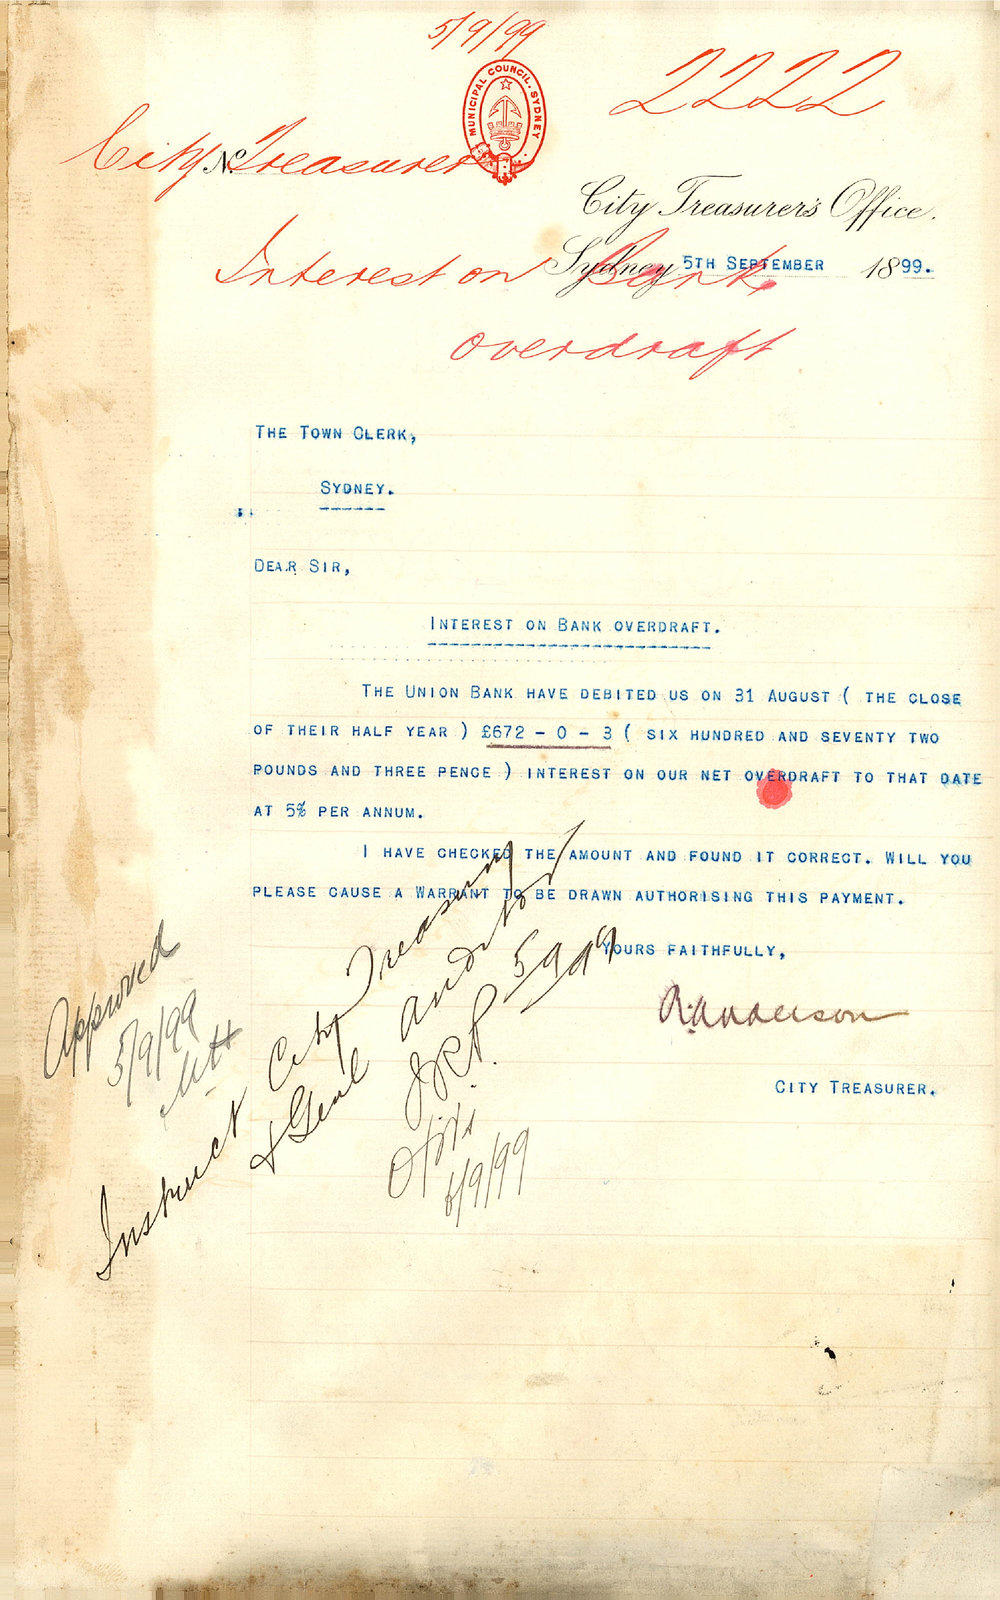 5/9/99
2222
MUNICIPAL COUNCIL. SYDNEY
City Treasurer
No.
City Treasurer's Office.
Sydney 5TH SEPTEMBER 1899.
Interest on Bank
overdraft
THE TOWN CLERK,
SYDNEY.
DEAR SIR,
INTEREST ON BANK OVERDRAFT.
THE UNION BANK HAVE DEBITED US ON 31 AUGUST ( THE CLOSE
OF THEIR HALF YEAR ) £672 - 0 - 3 ( SIX HUNDRED AND SEVENTY TWO
POUNDS AND THREE PENCE ) INTEREST ON OUR NET OVERDRAFT TO THAT DATE
AT 5% PER ANNUM.
I HAVE CHECKED THE AMOUNT AND FOUND IT CORRECT. WILL YOU
PLEASE CAUSE A WARRANT TO BE DRAWN AUTHORISING THIS PAYMENT.
YOURS FAITHFULLY,
R. Anderson
CITY TREASURER.
Approved
5/9/99
Instruct City Treasurer
& Genl Auditor
5 9 99
6/9/99